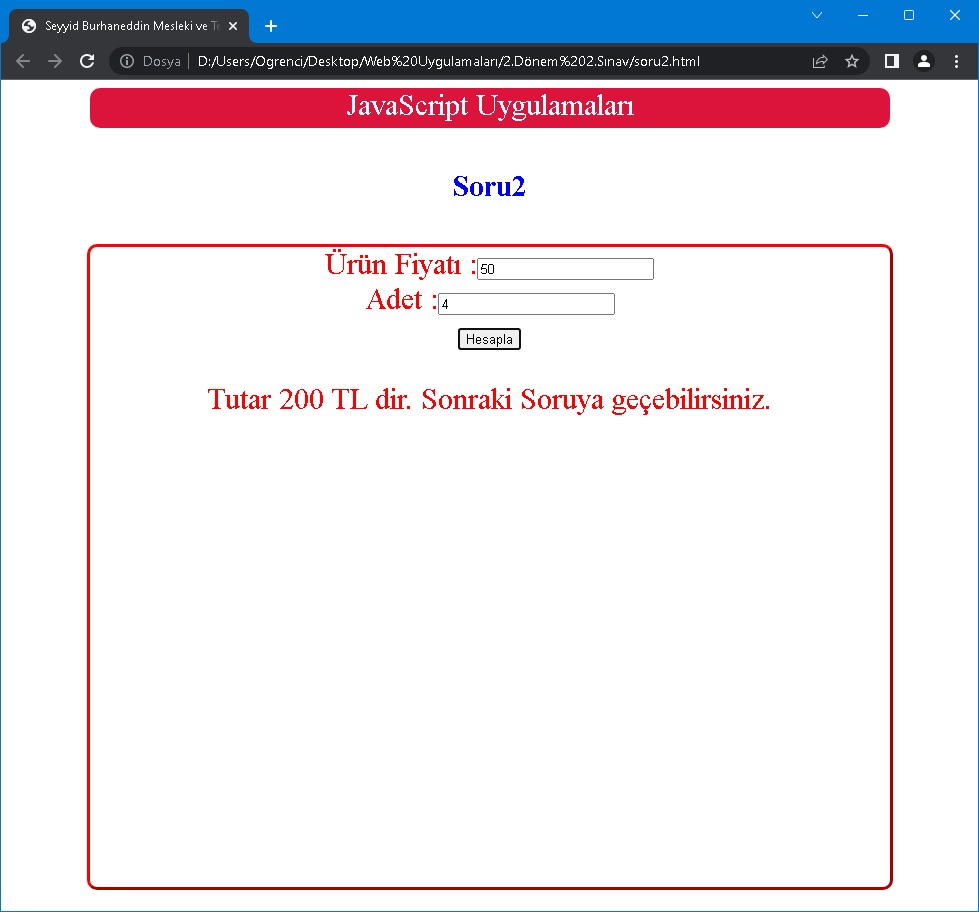 Seyyid Burhaneddin Mesleki ve
Dosya
D:/Users/Ogrenci/Desktop/Web%20Uygulamaları/2.Dönem%202.Sınav/soru2.html
JavaScript Uygulamaları
Soru2
Ürün Fiyatı :50
Adet :4
Hesapla
Tutar 200 TL dir. Sonraki Soruya geçebilirsiniz.